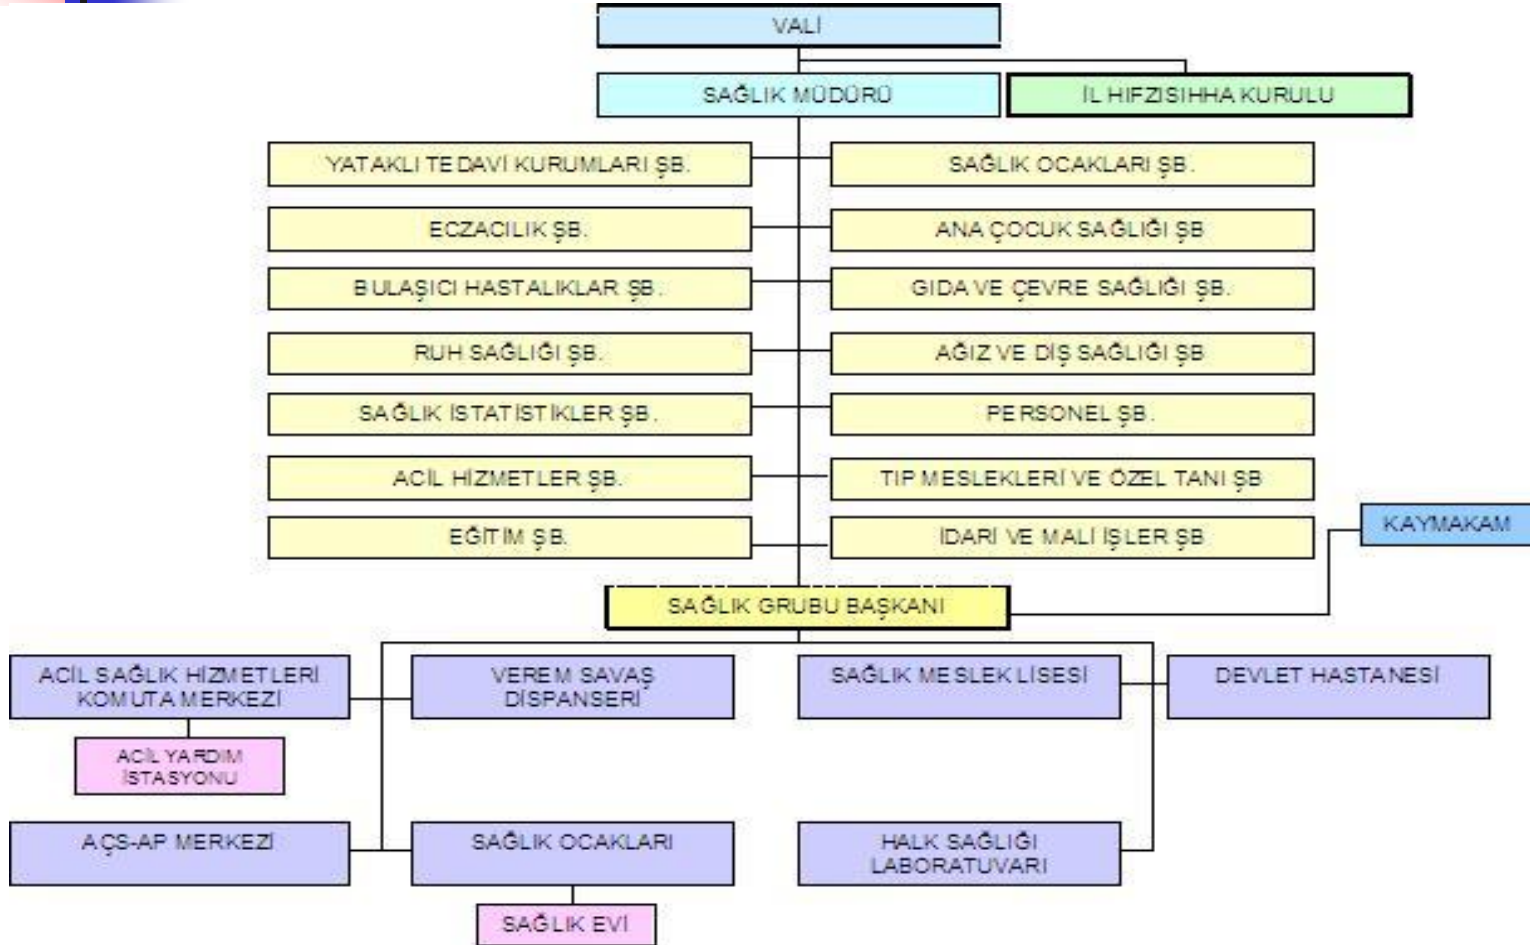 VALİ
SAĞLIK MÜDÜRÜ
İL HIFZISIHHA KURULU
YATAKLI TEDAVİ KURUMLARI ŞB.
SAĞLIK OCAKLARI ŞB.
ECZACILIK ŞB.
ANA ÇOCUK SAĞLIĞI ŞB
BULAŞICI HASTALIKLAR ŞB.
GIDA VE ÇEVRE SAĞLIĞI ŞB.
RUH SAĞLIĞI ŞB.
AĞIZ VE DİŞ SAĞLIĞI ŞB
SAĞLIK İSTATİSTİKLER ŞB.
PERSONEL ŞB.
ACİL HİZMETLER ŞB.
TIP MESLEKLERİ VE ÖZEL TANI ŞB
EĞİTİM ŞB.
İDARİ VE MALİ İŞLER ŞB
KAYMAKAM
SAĞLIK GRUBU BAŞKANI
ACİL SAĞLIK HİZMETLERİ
KOMUTA MERKEZİ
VEREM SAVAŞ
DİSPANSERİ
SAĞLIK MESLEK LİSESİ
DEVLET HASTANESİ
ACİL YARDIM
İSTASYONU
AÇS-AP MERKEZİ
SAĞLIK OCAKLARI
HALK SAĞLIĞI
LABORATUVARI
SAĞLIK EVİ